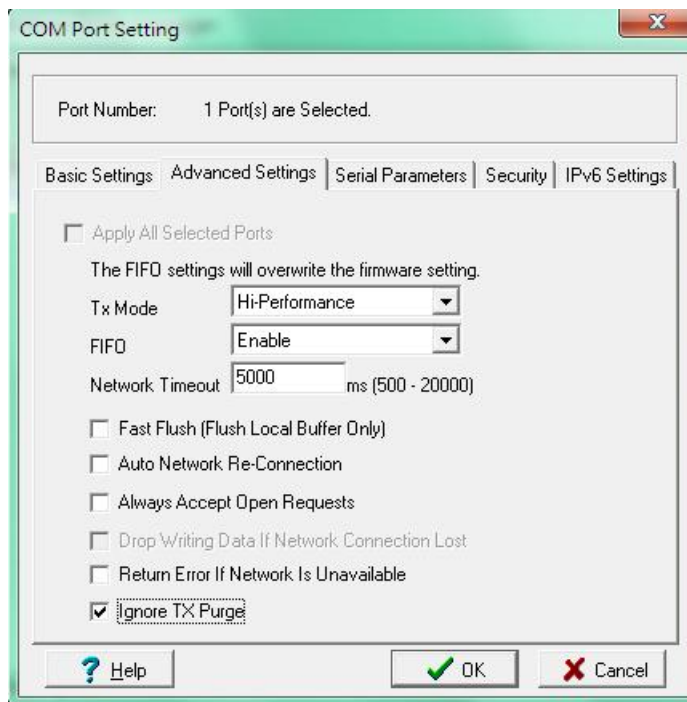 COM Port Setting
Port Number: 1 Port(s) are Selected.
Basic Settings Advanced Settings Serial Parameters Security IPv6 Settings
Apply All Selected Ports
The FIFO settings will overwrite the firmware setting.
Tx Mode Hi-Performance
FIFO Enable
Network Timeout 5000 ms (500 - 20000)
Fast Flush (Flush Local Buffer Only)
Auto Network Re-Connection
Always Accept Open Requests
Drop Writing Data If Network Connection Lost
Return Error If Network Is Unavailable
Ignore TX Purge
? Help OK Cancel